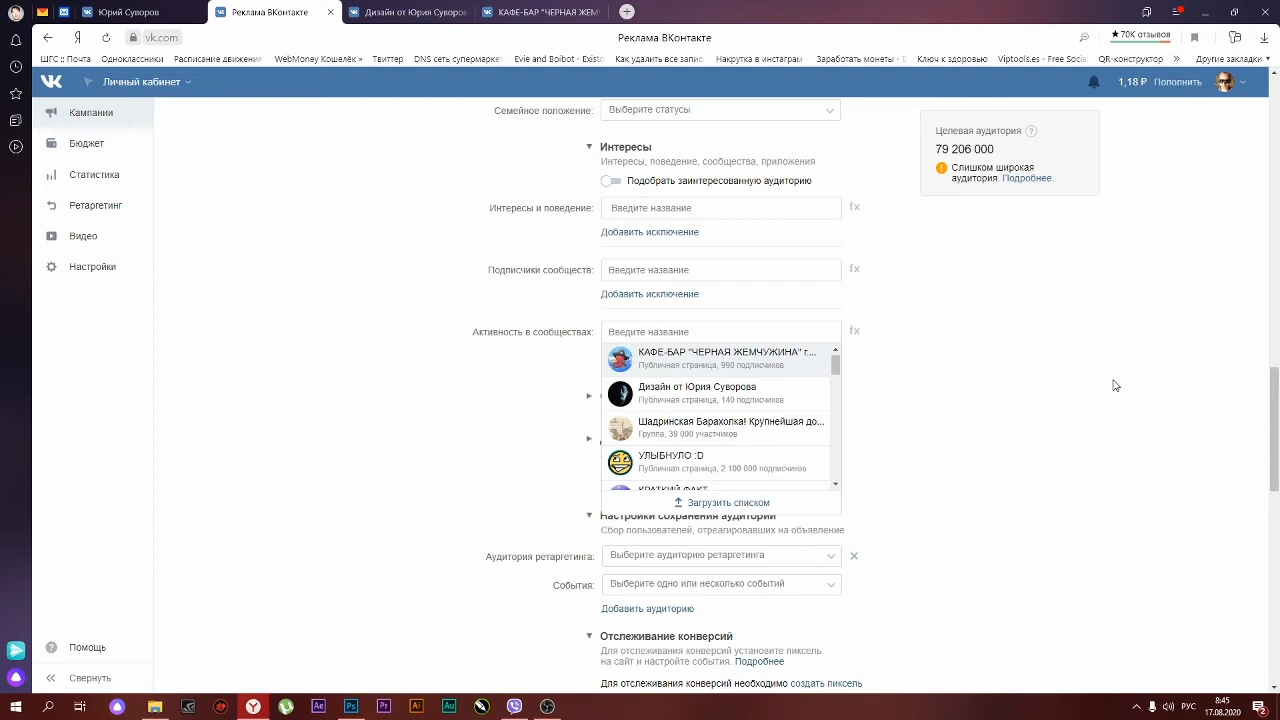 Юрий Суворов
Реклама ВКонтакте
Дизайн от Юрия Суворов
КАФЕ-БАР "ЧЕРНАЯ ЖЕМЧ
vk.com
Реклама ВКонтакте
★70K отзывов
ШГС :: Почта
Одноклассники
Расписание движения
WebMoney Кошелёк »
Твиттер
DNS сеть супермаркет
Evie and Boibot - Existo
Как удалить все запис
Накрутка в инстаграм
Заработать монеты - Б
Ключ к здоровью
Viptools.es - Free Social
QR-конструктор
»
Другие закладки
Личный кабинет
1,18 ₽ Пополнить
Кампании
Бюджет
Статистика
Ретаргетинг
Видео
Настройки
Помощь
Свернуть
Семейное положение:
Выберите статусы
Интересы
Интересы, поведение, сообщества, приложения
Подобрать заинтересованную аудиторию
Интересы и поведение:
Введите название
fx
Добавить исключение
Подписчики сообществ:
Введите название
fx
Добавить исключение
Активность в сообществах:
Введите название
fx
КАФЕ-БАР "ЧЕРНАЯ ЖЕМЧУЖИНА" г....
Публичная страница, 990 подписчиков
Дизайн от Юрия Суворова
Публичная страница, 140 подписчиков
Шадринская Барахолка! Крупнейшая до...
Группа, 39 000 участников
УЛЫБНУЛО :D
Публичная страница, 2 100 000 подписчиков
КРАТКИЙ ФАКТ
Загрузить списком
Настройки сохранения аудитории
Сбор пользователей, отреагировавших на объявление
Аудитория ретаргетинга:
Выберите аудиторию ретаргетинга
События:
Выберите одно или несколько событий
Добавить аудиторию
Отслеживание конверсий
Для отслеживания конверсий установите пиксель
на сайт и настройте события. Подробнее
Для отслеживания конверсий необходимо создать пиксель
Целевая аудитория ?
79 206 000
Слишком широкая
аудитория. Подробнее.
РУС
8:45
17.08.2020
2